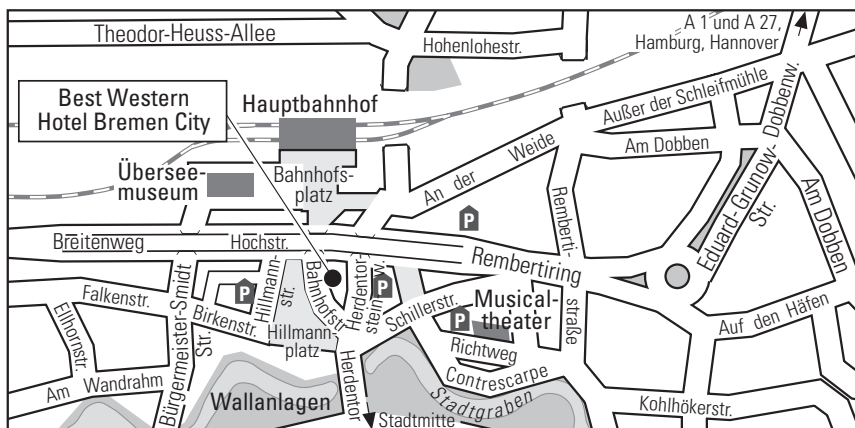 Theodor-Heuss-Allee
Hohenlohestr.
A 1 und A 27,
Hamburg, Hannover
Best Western
Hotel Bremen City
Hauptbahnhof
Außer der Schleifmühle
Dobbenw.
Am Dobben
Übersee-
museum
Bahnhofs-
platz
An der Weide
Remberti-
straße
Eduard-Grunow-
Str.
Am Dobben
P
Breitenweg
Hochstr.
Rembertiring
Falkenstr.
Birkenstr.
P
Hillmann-
str.
Bahnhofstr.
Herdentor-
steinw.
P
Schillerstr.
P
Musical-
theater
Auf den Häfen
Ellhornstr.
Bürgermeister-Smidt-
Str.
Hillmann-
platz
Richtweg
Am Wandrahm
Herdentor
Contrescarpe
Wallanlagen
Stadtgraben
Kohlhökerstr.
Stadtmitte